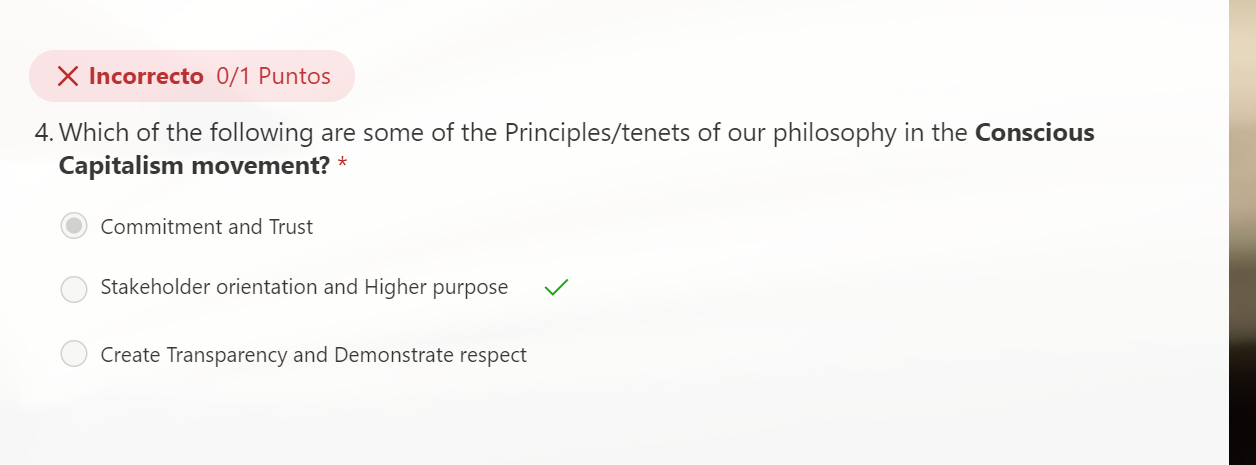 Incorrecto 0/1 Puntos
4. Which of the following are some of the Principles/tenets of our philosophy in the Conscious
Capitalism movement? *
Commitment and Trust
Stakeholder orientation and Higher purpose
Create Transparency and Demonstrate respect